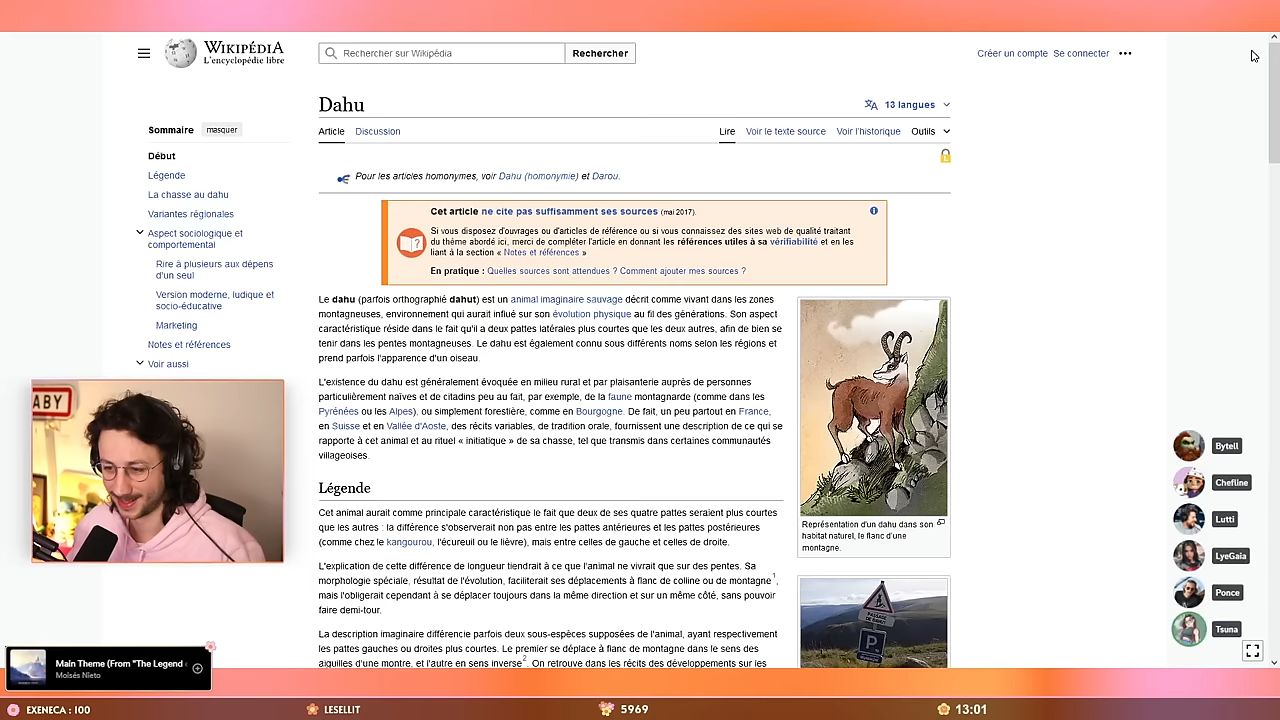 WIKIPÉDIA
L'encyclopédie libre
Rechercher sur Wikipédia
Rechercher
Créer un compte
Se connecter
Dahu
13 langues
Article
Discussion
Lire
Voir le texte source
Voir l'historique
Outils
Sommaire
masquer
Début
Légende
La chasse au dahu
Variantes régionales
Aspect sociologique et
comportemental
Rire à plusieurs aux dépens
d'un seul
Version moderne, ludique et
socio-éducative
Marketing
Notes et références
Voir aussi
Pour les articles homonymes, voir Dahu (homonymie) et Darou.
Cet article ne cite pas suffisamment ses sources (mai 2017).
Si vous disposez d'ouvrages ou d'articles de référence ou si vous connaissez des sites web de qualité traitant
du thème abordé ici, merci de compléter l'article en donnant les références utiles à sa vérifiabilité et en les
liant à la section « Notes et références »
En pratique : Quelles sources sont attendues ? Comment ajouter mes sources ?
Le dahu (parfois orthographié dahut) est un animal imaginaire sauvage décrit comme vivant dans les zones
montagneuses, environnement qui aurait influé sur son évolution physique au fil des générations. Son aspect
caractéristique réside dans le fait qu'il a deux pattes latérales plus courtes que les deux autres, afin de bien se
tenir dans les pentes montagneuses. Le dahu est également connu sous différents noms selon les régions et
prend parfois l'apparence d'un oiseau.
L'existence du dahu est généralement évoquée en milieu rural et par plaisanterie auprès de personnes
particulièrement naïves et de citadins peu au fait, par exemple, de la faune montagnarde (comme dans les
Pyrénées ou les Alpes), ou simplement forestière, comme en Bourgogne. De fait, un peu partout en France,
en Suisse et en Vallée d'Aoste, des récits variables, de tradition orale, fournissent une description de ce qui se
rapporte à cet animal et au rituel « initiatique » de sa chasse, tel que transmis dans certaines communautés
villageoises.
Légende
Cet animal aurait comme principale caractéristique le fait que deux de ses quatre pattes seraient plus courtes
que les autres : la différence s'observerait non pas entre les pattes antérieures et les pattes postérieures
(comme chez le kangourou, l'écureuil ou le lièvre), mais entre celles de gauche et celles de droite.
L'explication de cette différence de longueur tiendrait à ce que l'animal ne vivrait que sur des pentes. Sa
morphologie spéciale, résultat de l'évolution, faciliterait ses déplacements à flanc de colline ou de montagne1,
mais l'obligerait cependant à se déplacer toujours dans la même direction et sur un même côté, sans pouvoir
faire demi-tour.
La description imaginaire différencie parfois deux sous-espèces supposées de l'animal, ayant respectivement
les pattes gauches ou droites plus courtes. Le premier se déplace à flanc de montagne dans le sens des
aiguilles d'une montre, et l'autre en sens inverse2. On retrouve dans les récits des développements sur les
Représentation d'un dahu dans son
habitat naturel, le flanc d'une
montagne.
P
ABY
Bytell
Chefline
Lutti
LyeGaia
Ponce
Tsuna
Main Theme (From "The Legend
Moisés Nieto
EXENECA : 100
LESELLIT
5969
13:01